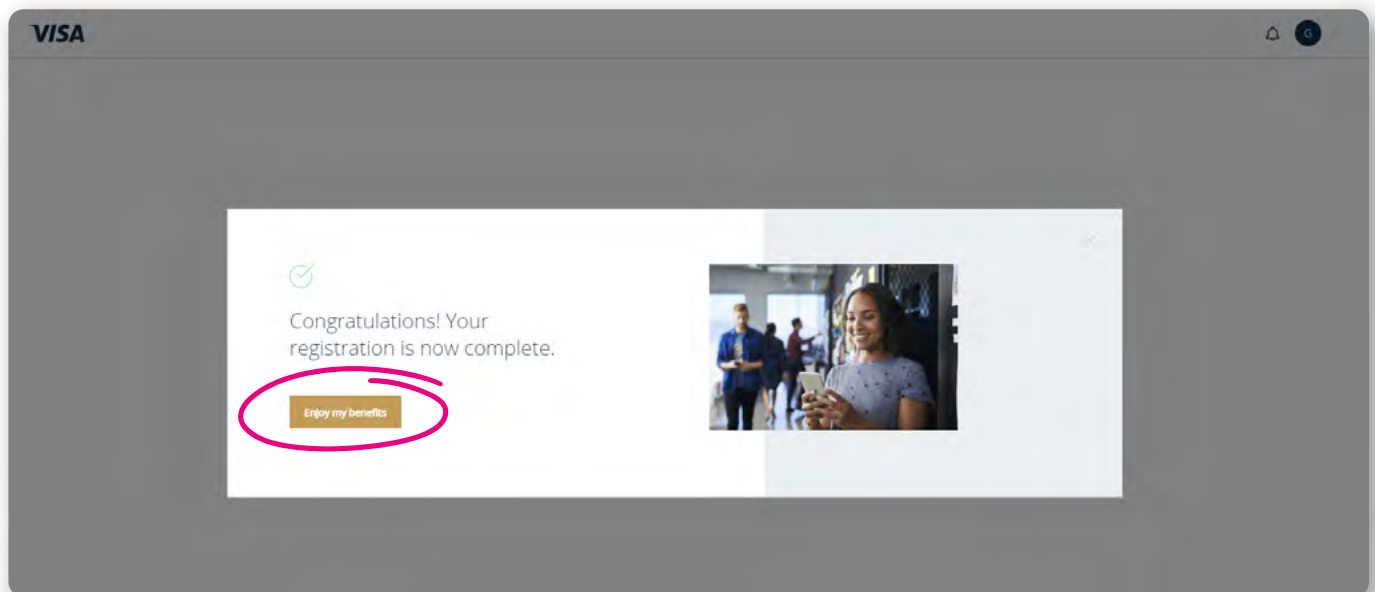 VISA
G
Congratulations! Your
registration is now complete.
Enjoy my benefits